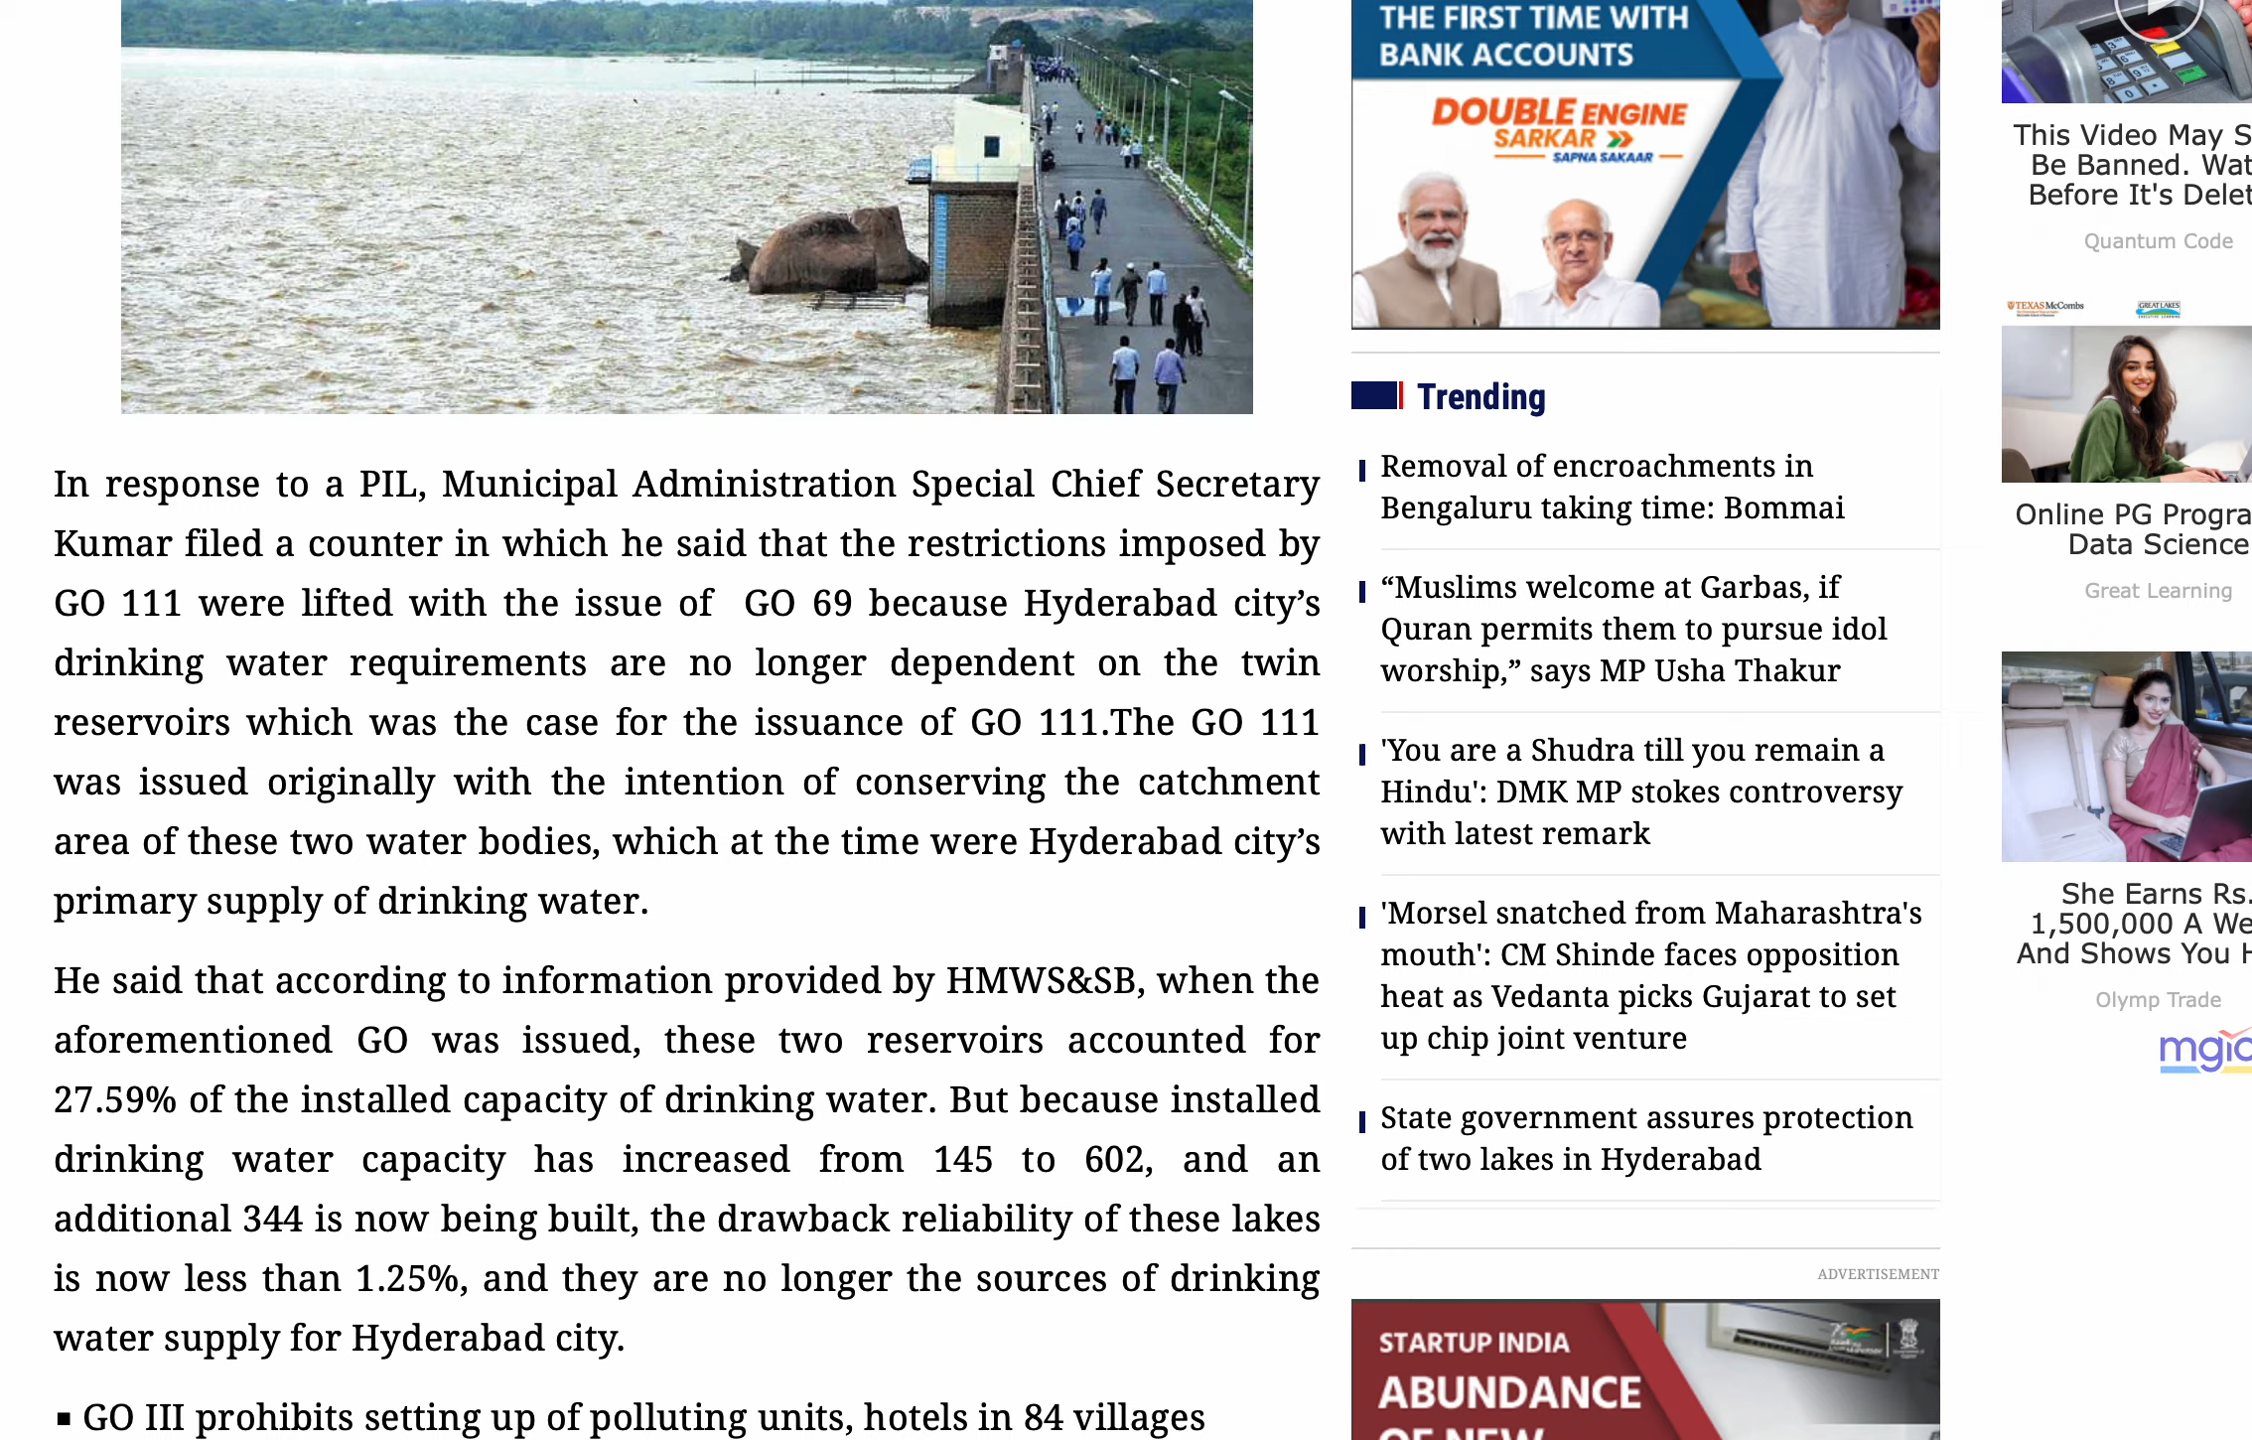 In response to a PIL, Municipal Administration Special Chief Secretary
Kumar filed a counter in which he said that the restrictions imposed by
GO 111 were lifted with the issue of  GO 69 because Hyderabad city’s
drinking water requirements are no longer dependent on the twin
reservoirs which was the case for the issuance of GO 111.The GO 111
was issued originally with the intention of conserving the catchment
area of these two water bodies, which at the time were Hyderabad city’s
primary supply of drinking water.
He said that according to information provided by HMWS&SB, when the
aforementioned GO was issued, these two reservoirs accounted for
27.59% of the installed capacity of drinking water. But because installed
drinking water capacity has increased from 145 to 602, and an
additional 344 is now being built, the drawback reliability of these lakes
is now less than 1.25%, and they are no longer the sources of drinking
water supply for Hyderabad city.
▪ GO III prohibits setting up of polluting units, hotels in 84 villages
THE FIRST TIME WITH
BANK ACCOUNTS
DOUBLE ENGINE
SARKAR
SAPNA SAKAAR
Trending
Removal of encroachments in
Bengaluru taking time: Bommai
“Muslims welcome at Garbas, if
Quran permits them to pursue idol
worship,” says MP Usha Thakur
'You are a Shudra till you remain a
Hindu': DMK MP stokes controversy
with latest remark
'Morsel snatched from Maharashtra's
mouth': CM Shinde faces opposition
heat as Vedanta picks Gujarat to set
up chip joint venture
State government assures protection
of two lakes in Hyderabad
ADVERTISEMENT
STARTUP INDIA
ABUNDANCE
OF NEW
This Video May S
Be Banned. Wat
Before It's Delet
Quantum Code
TEXAS McCombs
GREAT LAKES
Online PG Progra
Data Science
Great Learning
She Earns Rs.
1,500,000 A We
And Shows You H
Olymp Trade
mgi